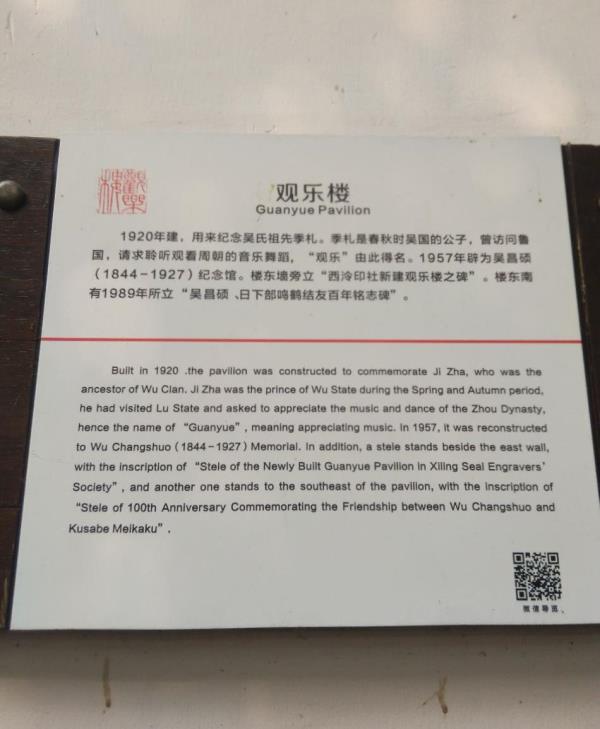 觀樂樓
观乐楼
Guanyue Pavilion
1920年建，用来纪念吴氏祖先季札。季札是春秋时吴国的公子，曾访问鲁
国，请求聆听观看周朝的音乐舞蹈，“观乐”由此得名。1957年辟为吴昌硕
（1844-1927）纪念馆。楼东墙旁立“西泠印社新建观乐楼之碑”。楼东南
有1989年所立“吴昌硕、日下部鸣鹤结友百年铭志碑”。
Built in 1920 .the pavilion was constructed to commemorate Ji Zha, who was the
ancestor of Wu Clan. Ji Zha was the prince of Wu State during the Spring and Autumn period,
he had visited Lu State and asked to appreciate the music and dance of the Zhou Dynasty,
hence the name of “Guanyue”, meaning appreciating music. In 1957, it was reconstructed
to Wu Changshuo (1844-1927) Memorial. In addition, a stele stands beside the east wall,
with the inscription of “Stele of the Newly Built Guanyue Pavilion in Xiling Seal Engravers’
Society”, and another one stands to the southeast of the pavilion, with the inscription of
“Stele of 100th Anniversary Commemorating the Friendship between Wu Changshuo and
Kusabe Meikaku”.
微信导览